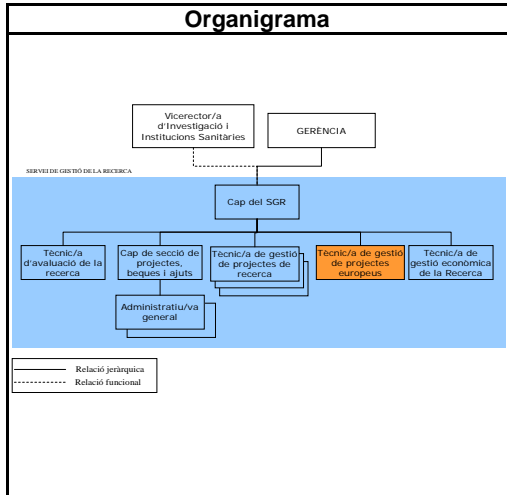 Organigrama
Vicerector/a
d'Investigació i
Institucions Sanitàries
GERÈNCIA
SERVEI DE GESTIÓ DE LA RECERCA
Cap del SGR
Tècnic/a
d'avaluació de la
recerca
Cap de secció de
projectes,
beques i ajuts
Tècnic/a de gestió
de projectes de
recerca
Tècnic/a de gestió
de projectes
europeus
Tècnic/a de
gestió econòmica
de la Recerca
Administratiu/va
general
Relació jeràrquica
Relació funcional